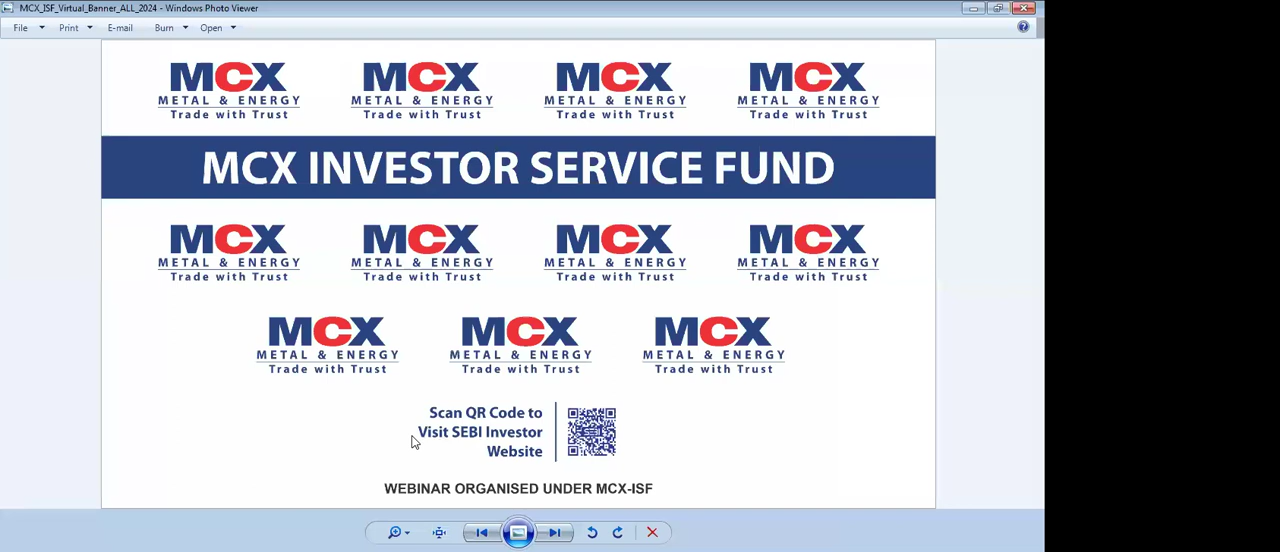 MCX_ISF_Virtual_Banner_ALL_2024 - Windows Photo Viewer
File Print E-mail Burn Open
MCX MCX MCX MCX
METAL & ENERGY METAL & ENERGY METAL & ENERGY METAL & ENERGY
Trade with Trust Trade with Trust Trade with Trust Trade with Trust
MCX INVESTOR SERVICE FUND
MCX MCX MCX MCX
METAL & ENERGY METAL & ENERGY METAL & ENERGY METAL & ENERGY
Trade with Trust Trade with Trust Trade with Trust Trade with Trust
MCX MCX MCX
METAL & ENERGY METAL & ENERGY METAL & ENERGY
Trade with Trust Trade with Trust Trade with Trust
Scan QR Code to
Visit SEBI Investor
Website
WEBINAR ORGANISED UNDER MCX-ISF